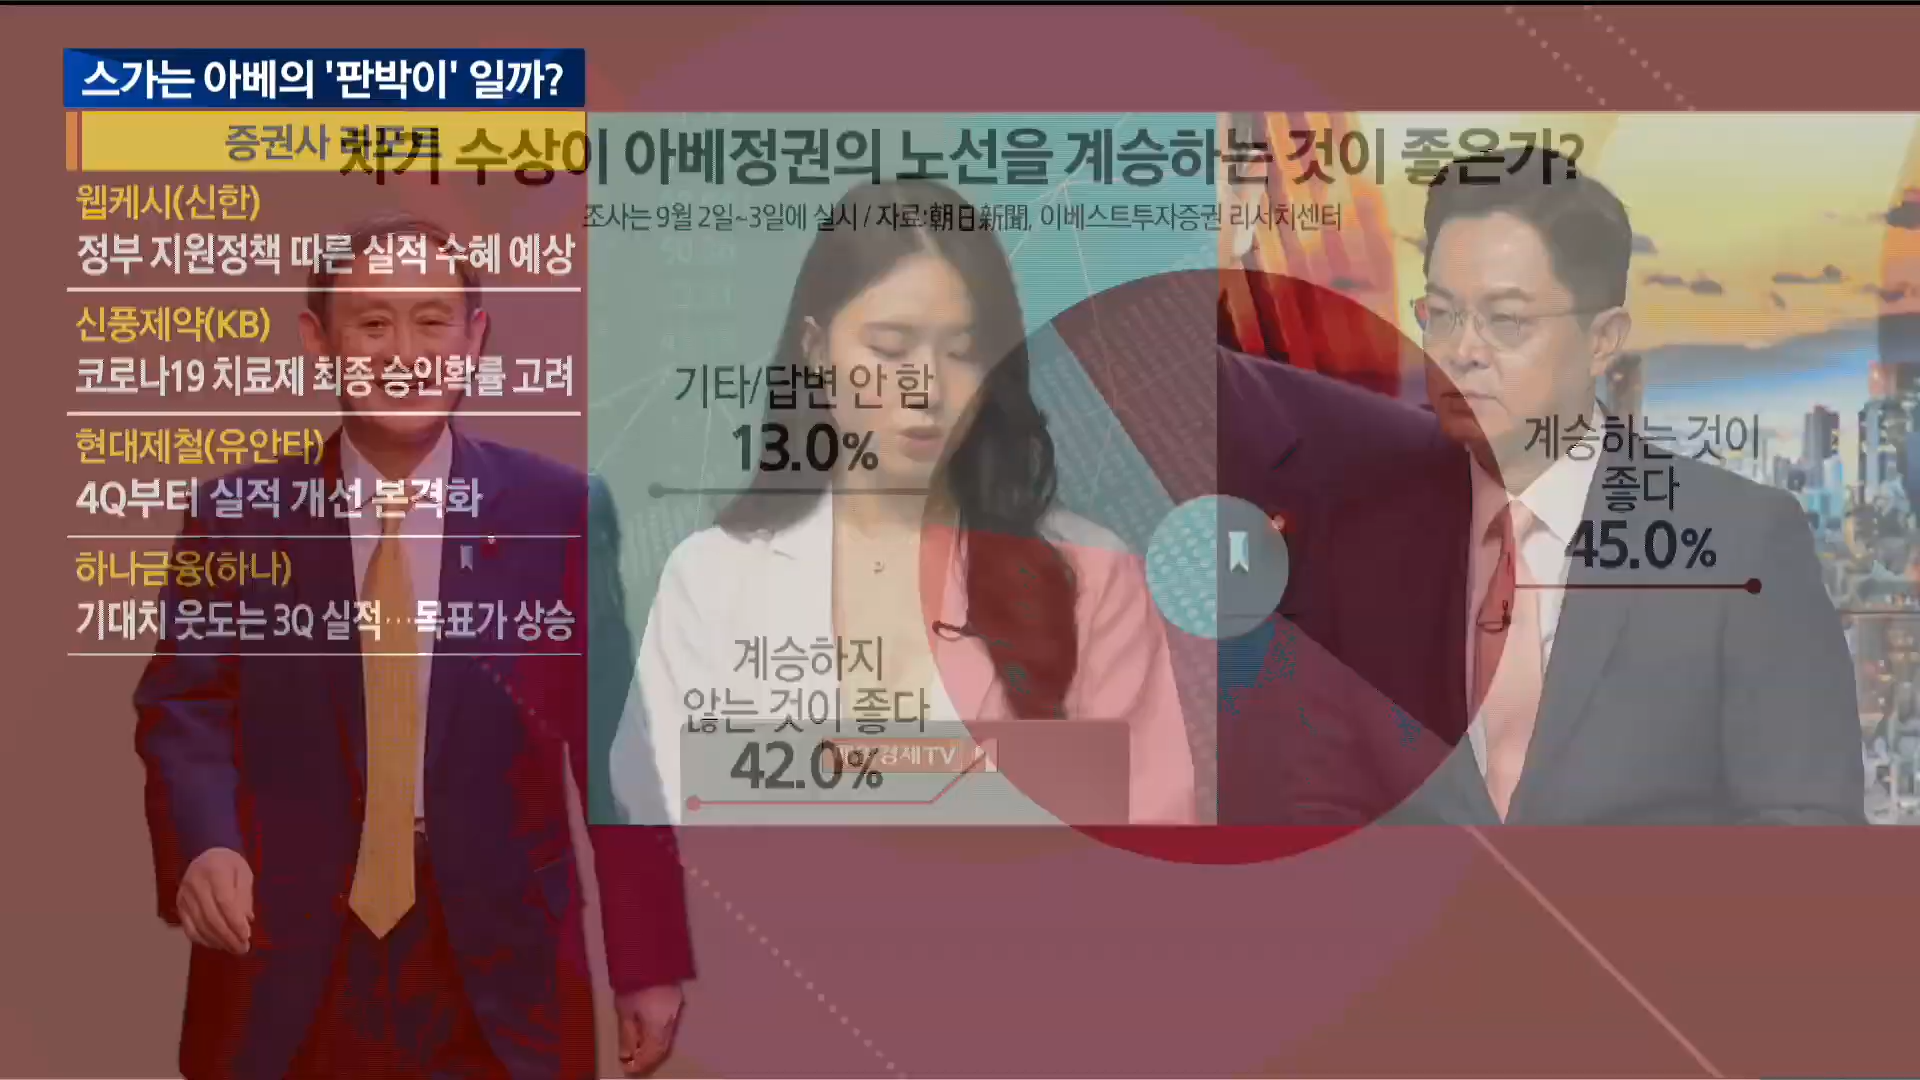 스가는 아베의 '판박이' 일까?
증권사 리포트
차기 수상이 아베정권의 노선을 계승하는 것이 좋은가?
조사는 9월 2일~3일에 실시 / 자료:朝日新聞, 이베스트투자증권 리서치센터
웹케시(신한)
정부 지원정책 따른 실적 수혜 예상
신풍제약(KB)
코로나19 치료제 최종 승인확률 고려
현대제철(유안타)
4Q부터 실적 개선 본격화
하나금융(하나)
기대치 웃도는 3Q 실적…목표가 상승
기타/답변 안 함
13.0%
계승하는 것이
좋다
45.0%
계승하지
않는 것이 좋다
42.0%
경제TV